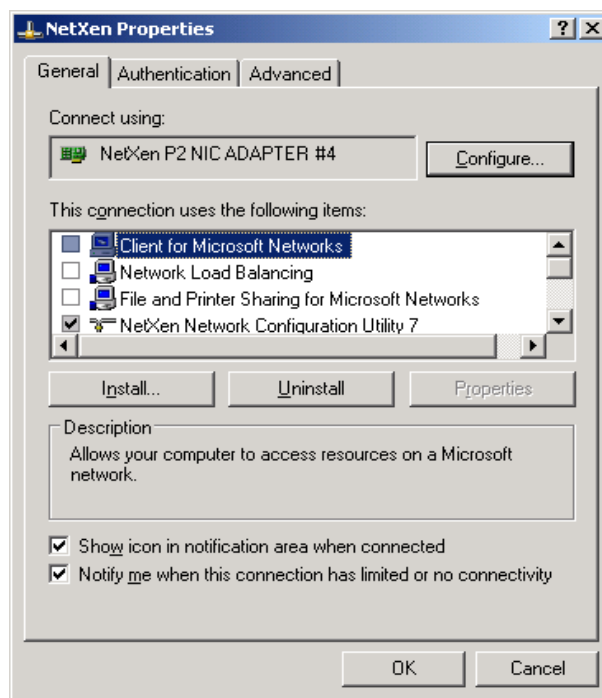 NetXen Properties
General
Authentication
Advanced
Connect using:
NetXen P2 NIC ADAPTER #4
Configure...
This connection uses the following items:
Client for Microsoft Networks
Network Load Balancing
File and Printer Sharing for Microsoft Networks
NetXen Network Configuration Utility 7
Install...
Uninstall
Properties
Description
Allows your computer to access resources on a Microsoft
network.
Show icon in notification area when connected
Notify me when this connection has limited or no connectivity
OK
Cancel